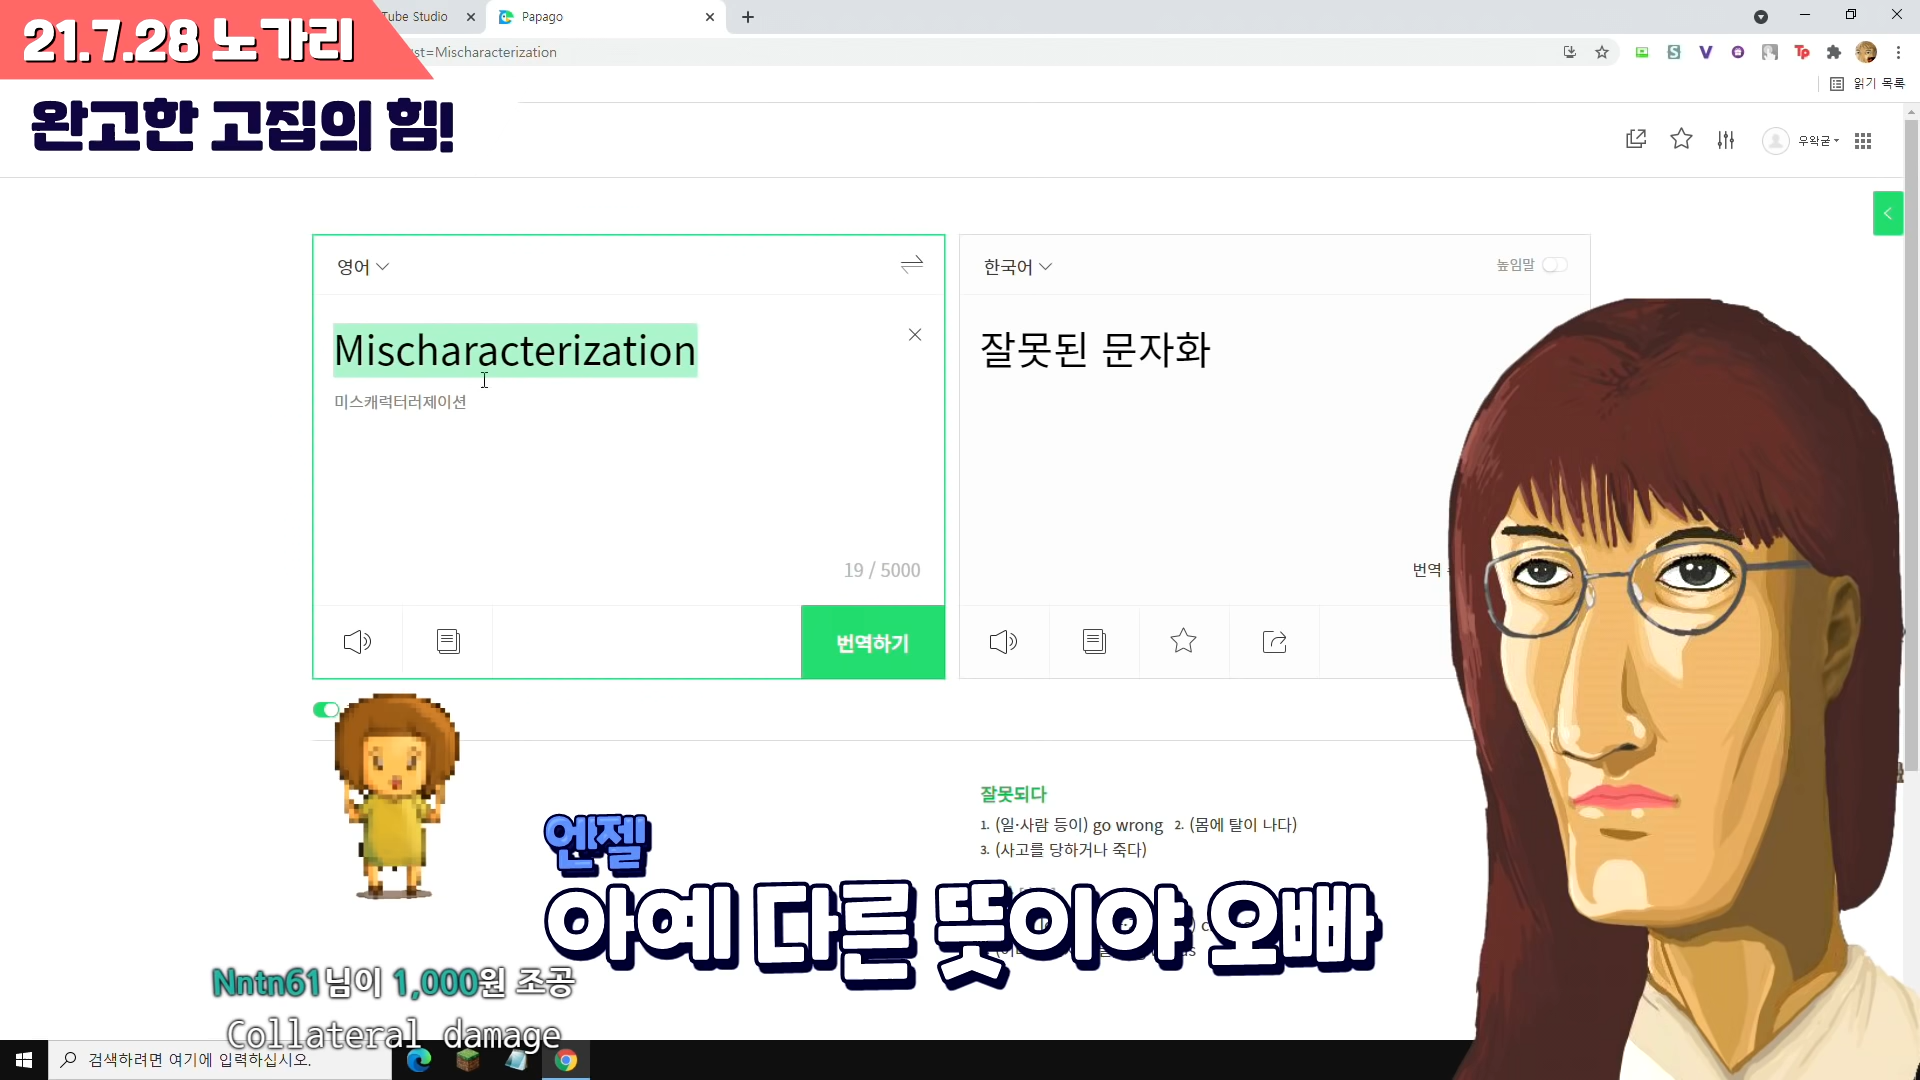 21.7.28 노가리
완고한 고집의 힘!
Tube Studio
Papago
st=Mischaracterization
읽기 목록
우왁굳
영어
한국어
높임말
Mischaracterization
잘못된 문자화
미스캐럭터러제이션
19 / 5000
번역
번역하기
잘못되다
1. (일·사람 등이) go wrong 2. (몸에 탈이 나다)
3. (사고를 당하거나 죽다)
엔젤
아예 다른 뜻이야 오빠
Nntn61님이 1,000원 조공
Collateral damage
검색하려면 여기에 입력하십시오.